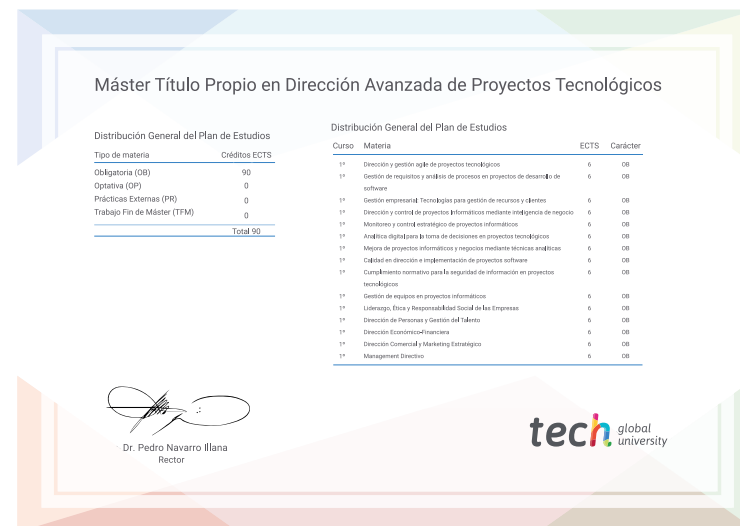 Máster Título Propio en Dirección Avanzada de Proyectos Tecnológicos
Distribución General del Plan de Estudios
Tipo de materia Créditos ECTS
Obligatoria (OB) 90
Optativa (OP) 0
Prácticas Externas (PR) 0
Trabajo Fin de Máster (TFM) 0
Total 90
Distribución General del Plan de Estudios
Curso Materia ECTS Carácter
1º Dirección y gestión agile de proyectos tecnológicos 6 OB
1º Gestión de requisitos y análisis de procesos en proyectos de desarrollo de 6 OB
software
1º Gestión empresarial: Tecnologías para gestión de recursos y clientes 6 OB
1º Dirección y control de proyectos informáticos mediante inteligencia de negocio 6 OB
1º Monitoreo y control estratégico de proyectos informáticos 6 OB
1º Analítica digital para la toma de decisiones en proyectos tecnológicos 6 OB
1º Mejora de proyectos informáticos y negocios mediante técnicas analíticas 6 OB
1º Calidad en dirección e implementación de proyectos software 6 OB
1º Cumplimiento normativo para la seguridad de información en proyectos 6 OB
tecnológicos
1º Gestión de equipos en proyectos informáticos 6 OB
1º Liderazgo, Ética y Responsabilidad Social de las Empresas 6 OB
1º Dirección de Personas y Gestión del Talento 6 OB
1º Dirección Económico-Financiera 6 OB
1º Dirección Comercial y Marketing Estratégico 6 OB
1º Management Directivo 6 OB
Dr. Pedro Navarro Illana
Rector
tech global
university